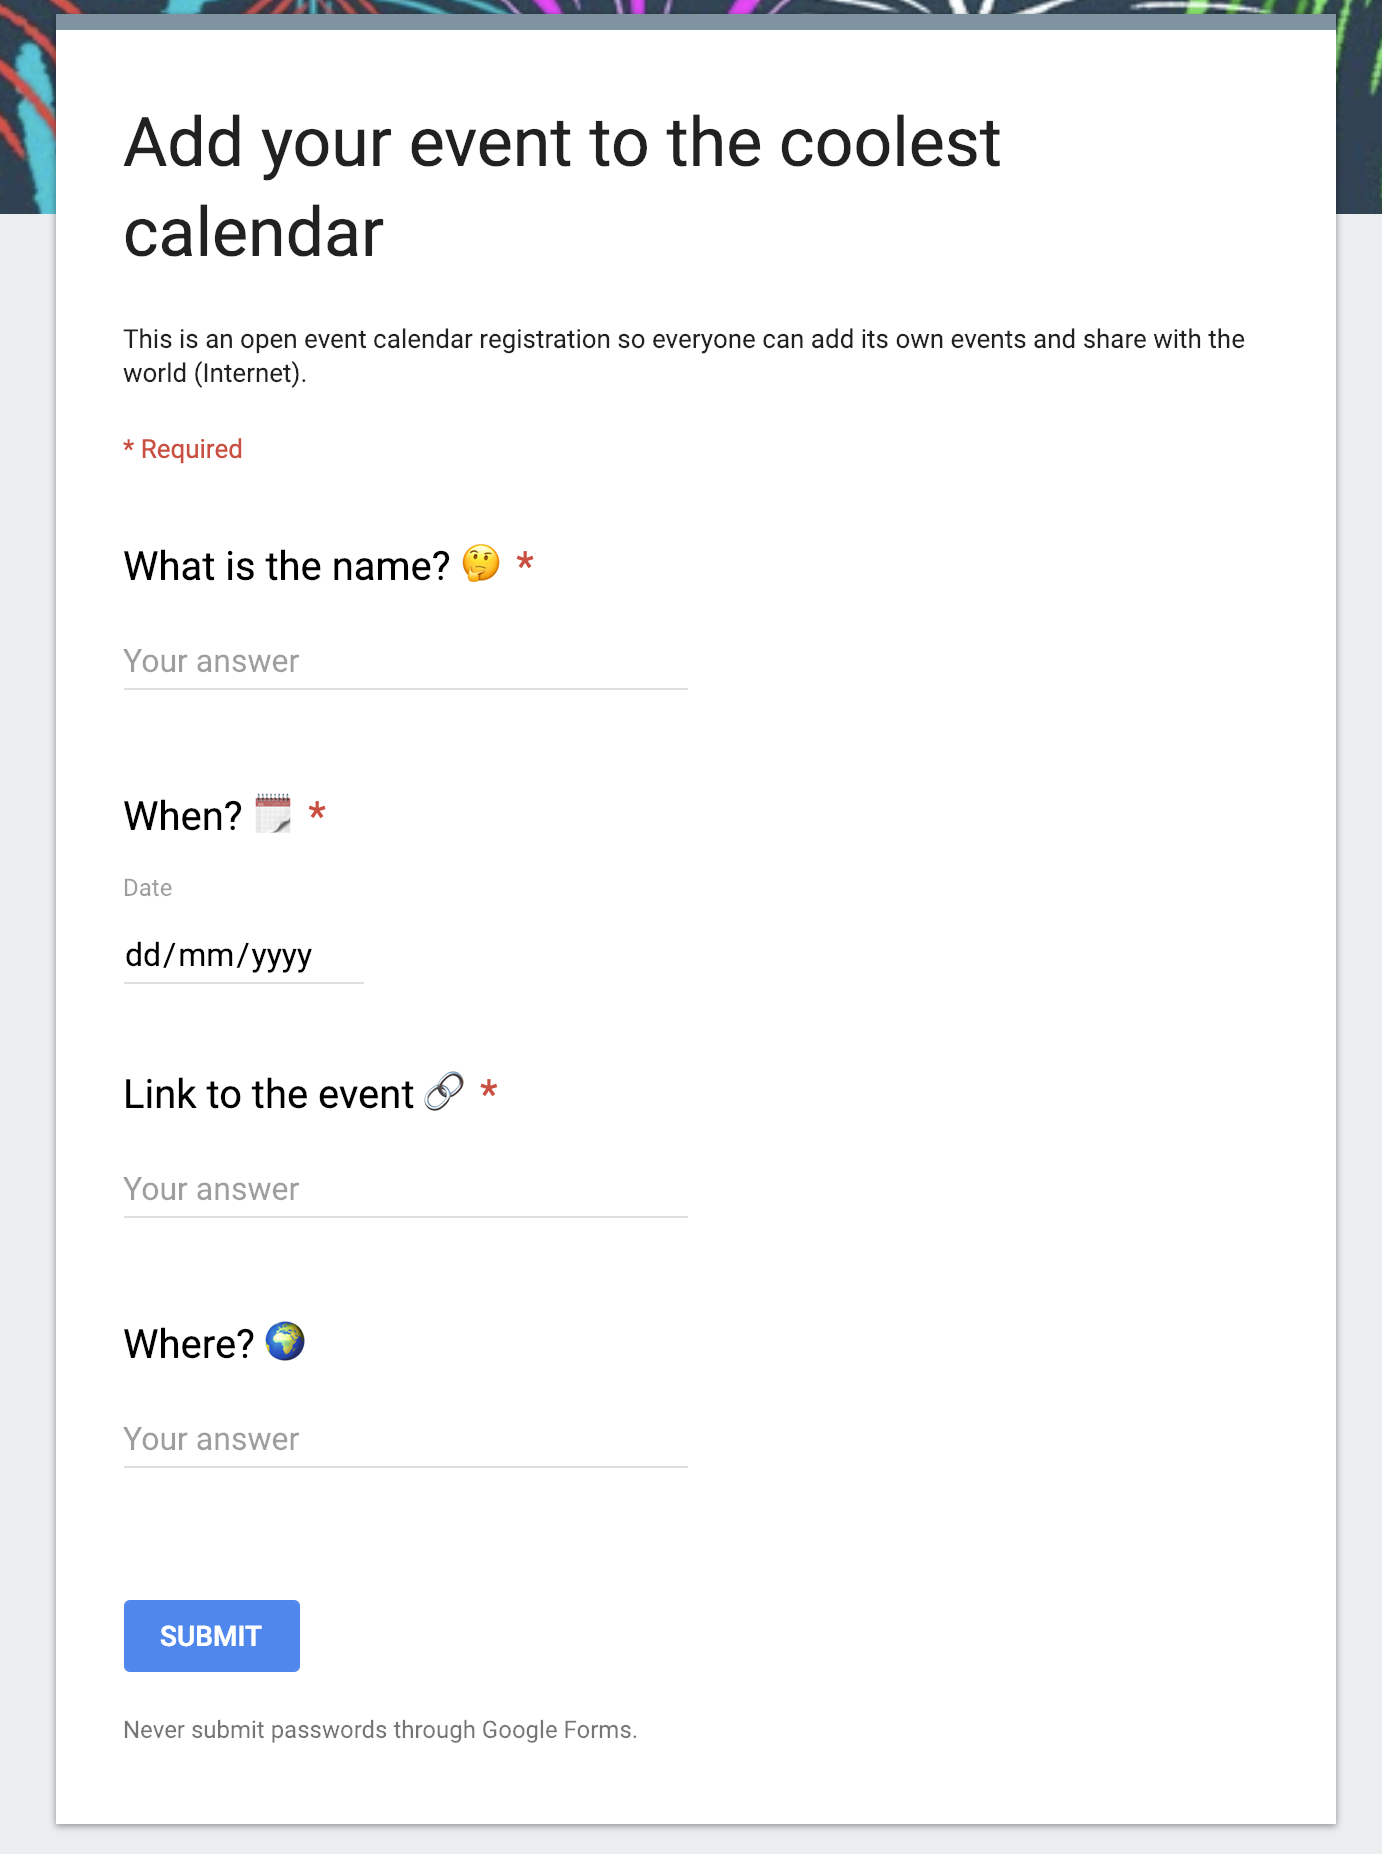 Add your event to the coolest
calendar
This is an open event calendar registration so everyone can add its own events and share with the
world (Internet).
* Required
What is the name? 🤔 *
Your answer
When? 🗓 *
Date
dd/mm/yyyy
Link to the event 🔗 *
Your answer
Where? 🌍
Your answer
SUBMIT
Never submit passwords through Google Forms.